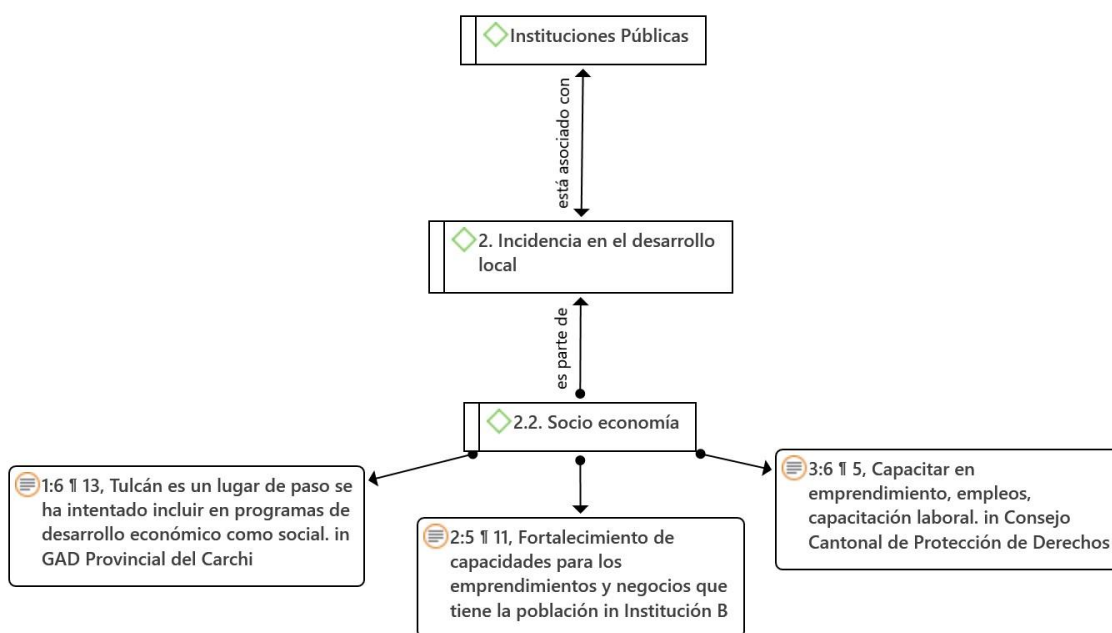 Instituciones Públicas
está asociado con
2. Incidencia en el desarrollo
local
es parte de
2.2. Socio economía
1:6 ¶ 13, Tulcán es un lugar de paso se
ha intentado incluir en programas de
desarrollo económico como social. in
GAD Provincial del Carchi
2:5 ¶ 11, Fortalecimiento de
capacidades para los
emprendimientos y negocios que
tiene la población in Institución B
3:6 ¶ 5, Capacitar en
emprendimiento, empleos,
capacitación laboral. in Consejo
Cantonal de Protección de Derechos